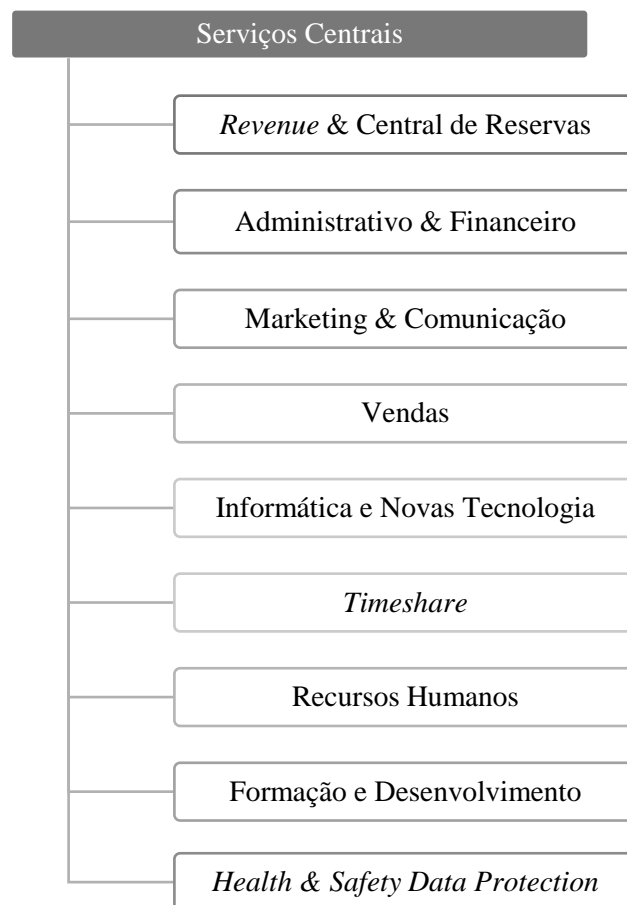 Serviços Centrais
Revenue & Central de Reservas
Administrativo & Financeiro
Marketing & Comunicação
Vendas
Informática e Novas Tecnologia
Timeshare
Recursos Humanos
Formação e Desenvolvimento
Health & Safety Data Protection